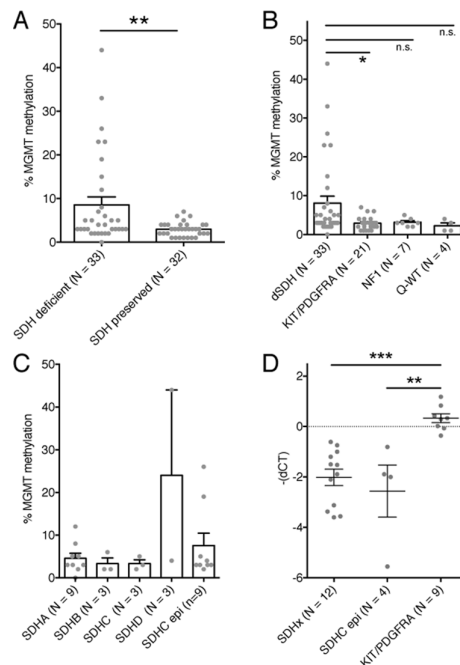 A
**
% MGMT methylation
50
40
30
20
10
0
SDH deficient (N = 33)
SDH preserved (N = 32)
B
n.s.
n.s.
*
% MGMT methylation
50
40
30
20
10
0
dSDH (N = 33)
KIT/PDGFRA (N = 21)
NF1 (N = 7)
Q-WT (N = 4)
C
% MGMT methylation
50
40
30
20
10
0
SDHA (N = 9)
SDHB (N = 3)
SDHC (N = 3)
SDHD (N = 3)
SDHC epi (n=9)
D
***
**
-(dCT)
2
0
-2
-4
-6
SDHx (N = 12)
SDHC epi (N = 4)
KIT/PDGFRA (N = 9)